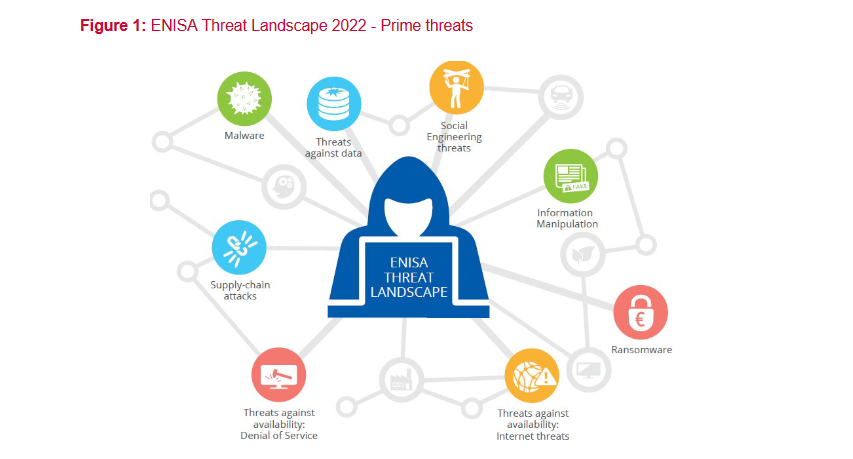 Figure 1: ENISA Threat Landscape 2022 - Prime threats
Malware
Threats
against data
Social
Engineering
threats
Information
Manipulation
FAKE
ENISA
THREAT
LANDSCAPE
Supply-chain
attacks
€
Ransomware
Threats against
availability:
Denial of Service
Threats against
availability:
Internet threats